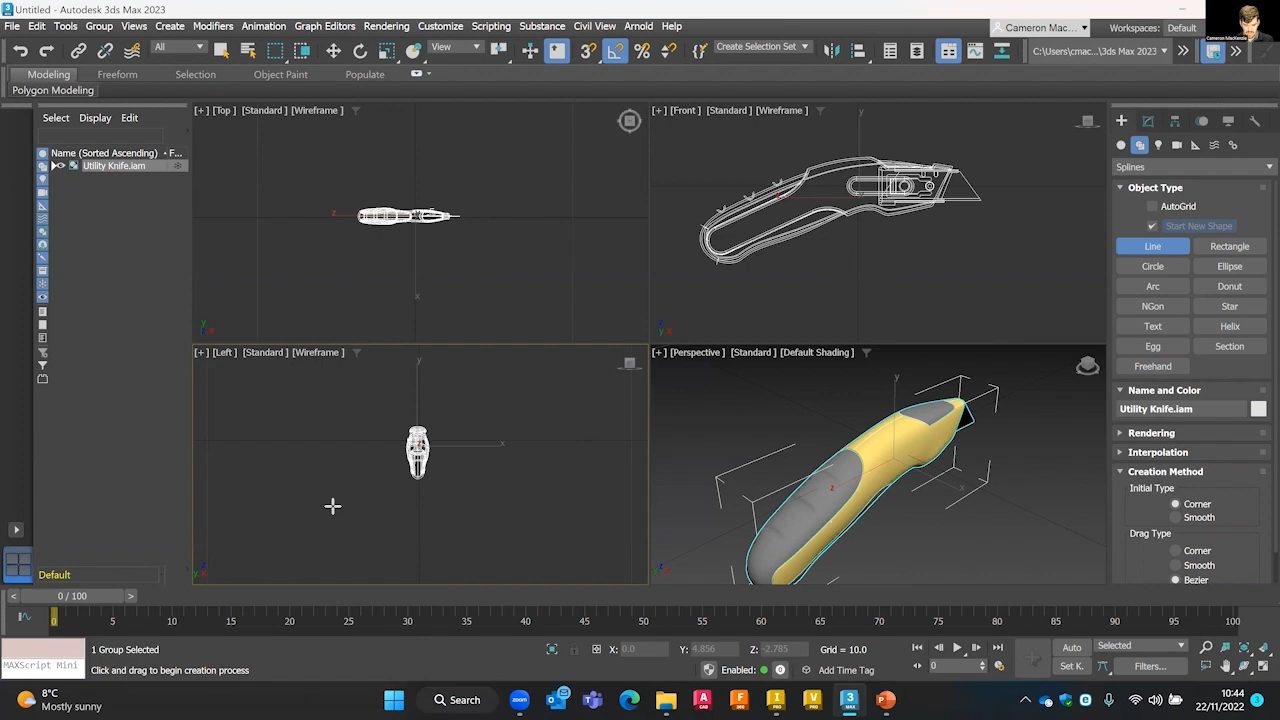 Untitled - Autodesk 3ds Max 2023
File Edit Tools Group Views Create Modifiers Animation Graph Editors Rendering Customize Scripting Substance Civil View Arnold Help
Cameron Mac... Workspaces: Default
Cameron MacKenzie
All View Create Selection Set C:\Users\cmac...\3ds Max 2023
Modeling Freeform Selection Object Paint Populate
Polygon Modeling
Select Display Edit
Name (Sorted Ascending) F...
Utility Knife.iam
[+] [Top] [Standard] [Wireframe]
z
x
y
x
[+] [Front] [Standard] [Wireframe]
y
z
y x
[+] [Left] [Standard] [Wireframe]
y
x
z
y x
[+] [Perspective] [Standard] [Default Shading]
y
z
x
Splines
Object Type
AutoGrid
Start New Shape
Line Rectangle
Circle Ellipse
Arc Donut
NGon Star
Text Helix
Egg Section
Freehand
Name and Color
Utility Knife.iam
Rendering
Interpolation
Creation Method
Initial Type
Corner
Smooth
Drag Type
Corner
Smooth
Bezier
Default
< 0 / 100 >
0 5 10 15 20 25 30 35 40 45 50 55 60 65 70 75 80 85 90 95 100
MAXScript Mini
1 Group Selected
Click and drag to begin creation process
X: 0.0 Y: 4.856 Z: -2.785 Grid = 10.0
Enabled: 0 Add Time Tag
Auto Selected
Set K. Filters...
0
8°C
Mostly sunny
Search
10:44
22/11/2022